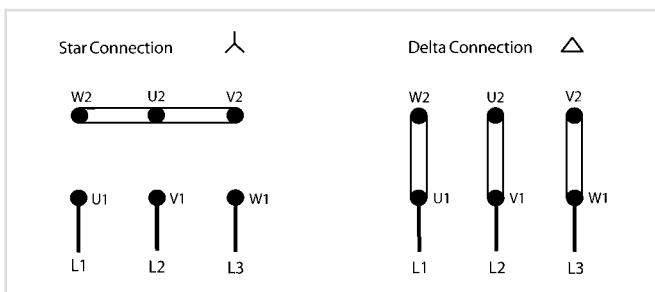 Star Connection
Delta Connection
W2 U2 V2
W2 U2 V2
U1 V1 W1
U1 V1 W1
L1 L2 L3
L1 L2 L3